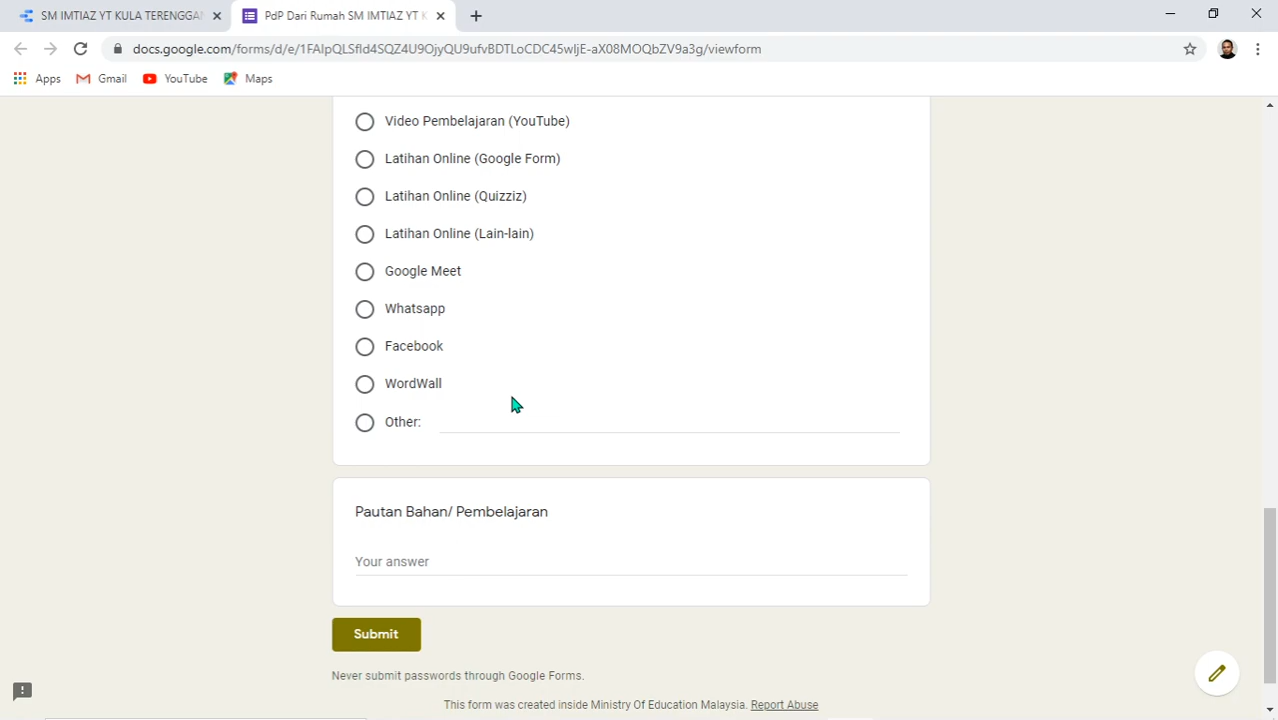 SM IMTIAZ YT KULA TERENGGAN
PdP Dari Rumah SM IMTIAZ YT K
docs.google.com/forms/d/e/1FAIpQLSfId4SQZ4U9OjyQU9ufvBDTLoCDC45wIjE-aX08MOQbZV9a3g/viewform
Apps
Gmail
YouTube
Maps
Video Pembelajaran (YouTube)
Latihan Online (Google Form)
Latihan Online (Quizziz)
Latihan Online (Lain-lain)
Google Meet
Whatsapp
Facebook
WordWall
Other:
Pautan Bahan/ Pembelajaran
Your answer
Submit
Never submit passwords through Google Forms.
This form was created inside Ministry Of Education Malaysia. Report Abuse